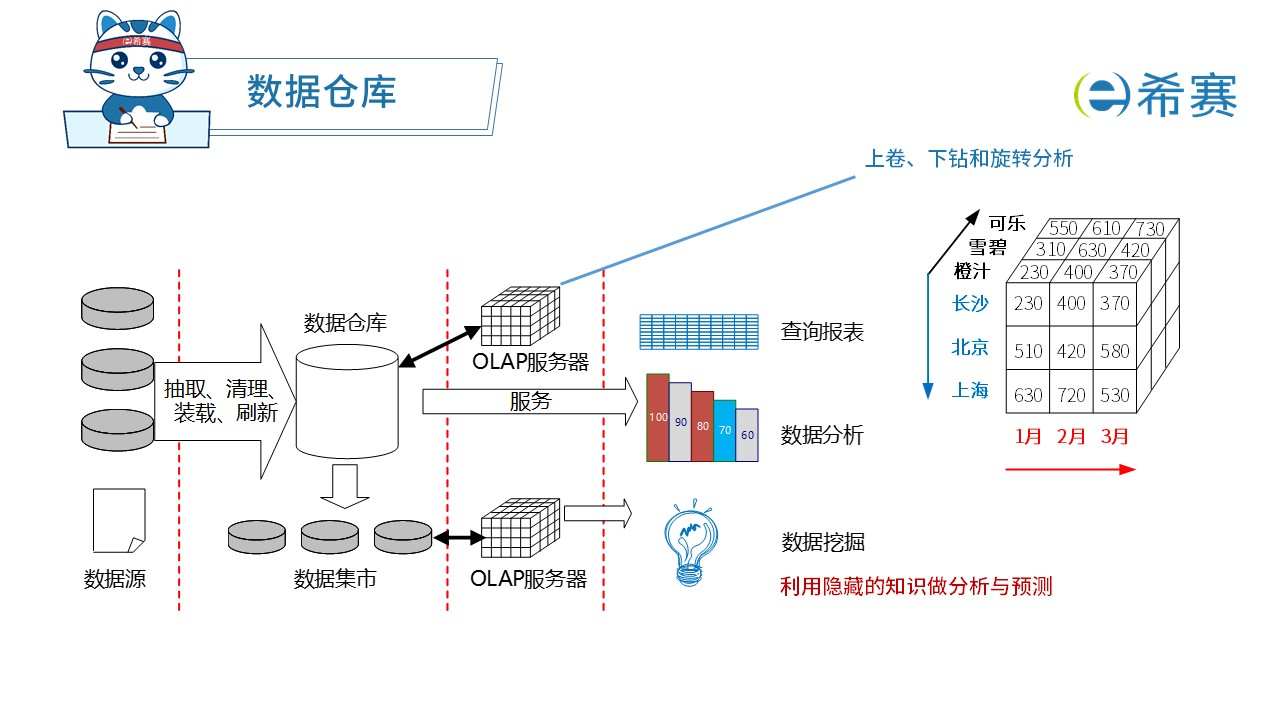 希赛
数据仓库
希赛
上卷、下钻和旋转分析
可乐
550 610 730
雪碧
310 630 420
橙汁
230 400 370
长沙
230 400 370
北京
510 420 580
上海
630 720 530
1月 2月 3月
数据仓库
OLAP服务器
抽取、清理、
装载、刷新
服务
查询报表
100 90 80 70 60
数据分析
数据源
数据集市
OLAP服务器
数据挖掘
利用隐藏的知识做分析与预测